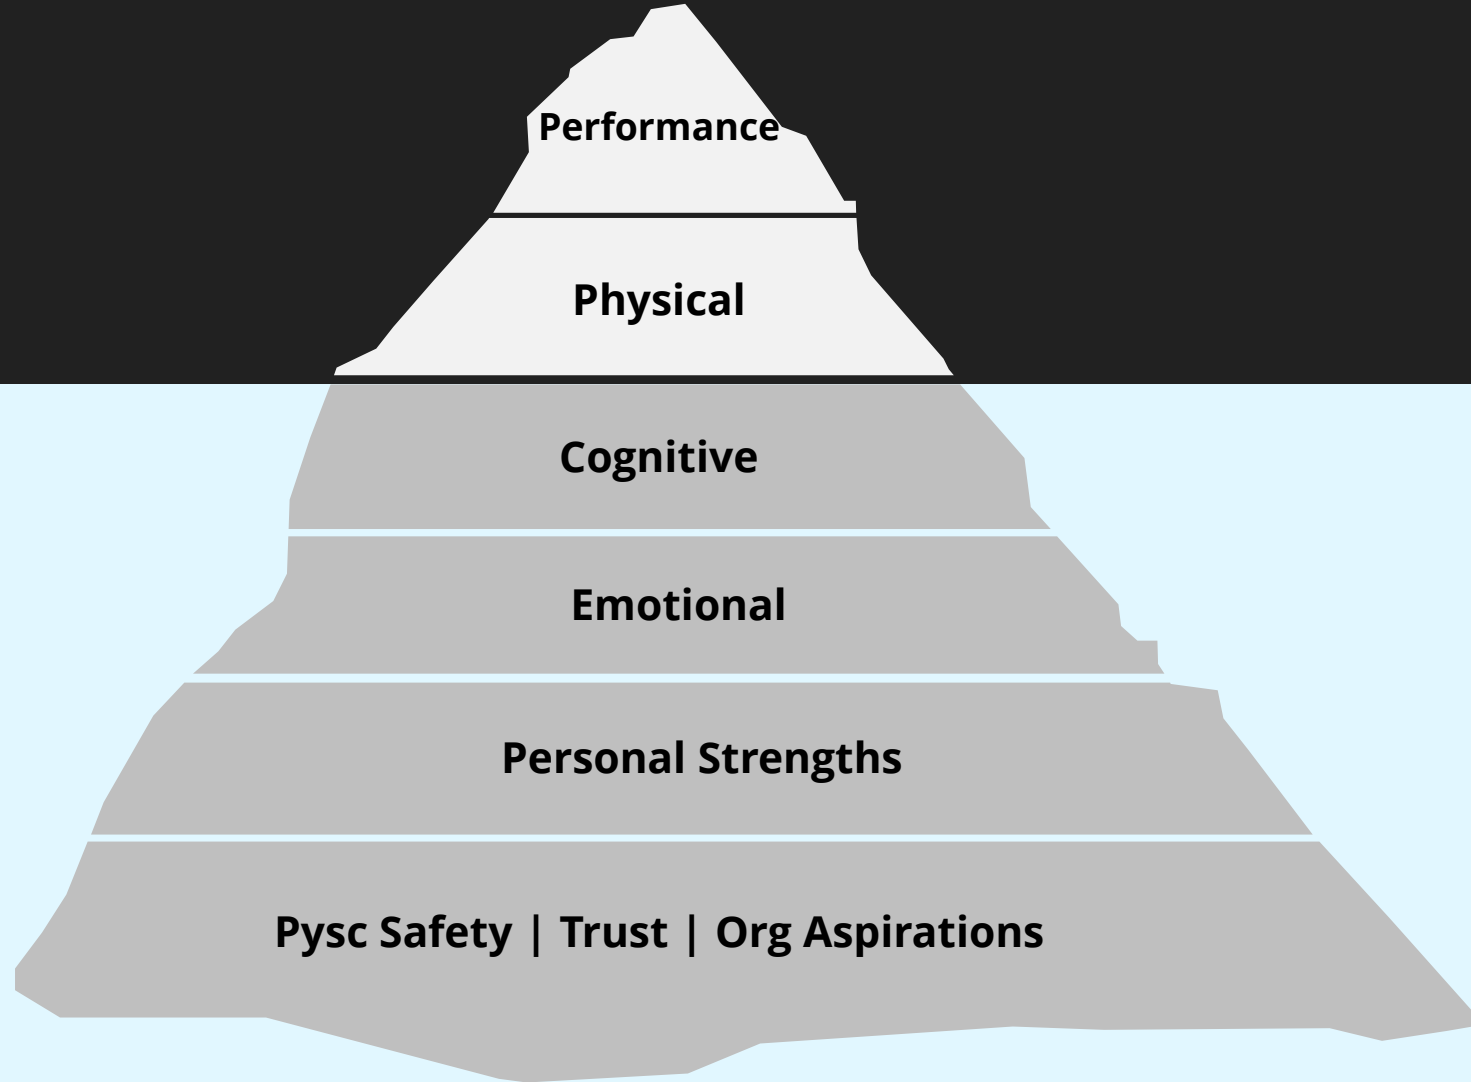 Performance
Physical
Cognitive
Emotional
Personal Strengths
Pysc Safety | Trust | Org Aspirations